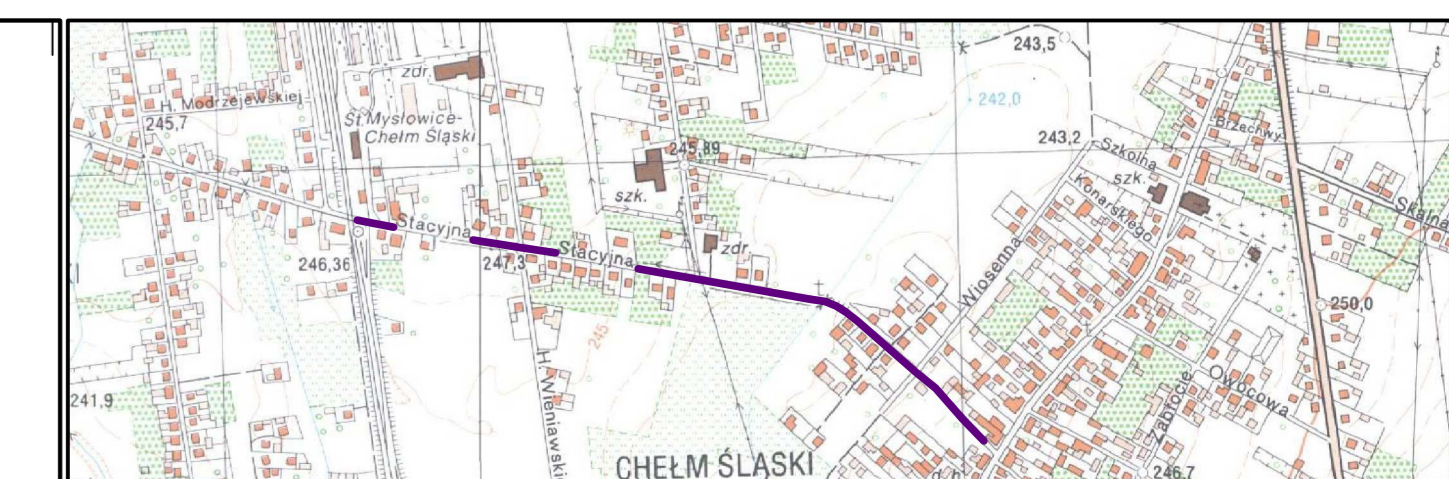 243,5
zdr.
242,0
H. Modrzejewskiej
245,7
St.Mysłowice-
Chełm Śląski
Brzechwy
243,2
Szkolna
245,89
szk.
szk.
Konarskiego
Skalna
Stacyjna
Wiosenna
246,36
247,3
Stacyjna
zdr.
250,0
245
H. Wieniawski
Owocowa
241,9
Zabłocie
CHEŁM ŚLĄSKI
246,7